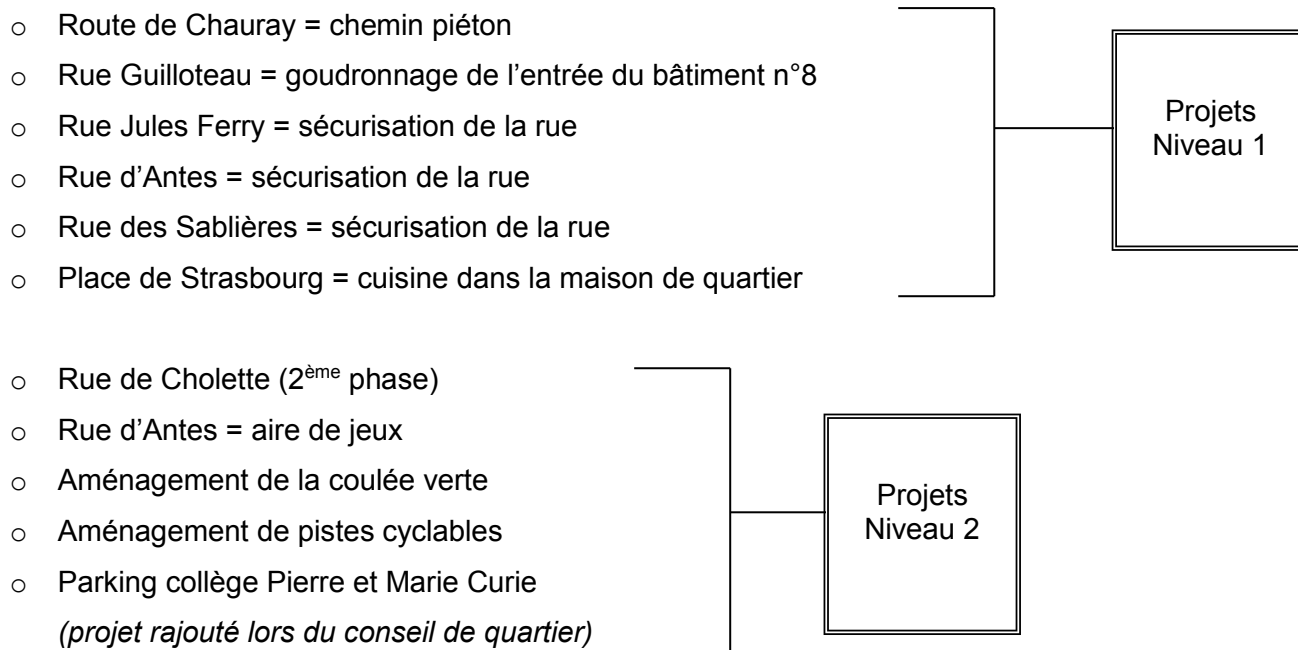 o Route de Chauray = chemin piéton
o Rue Guilloteau = goudronnage de l’entrée du bâtiment n°8
o Rue Jules Ferry = sécurisation de la rue
o Rue d’Antes = sécurisation de la rue
o Rue des Sablières = sécurisation de la rue
o Place de Strasbourg = cuisine dans la maison de quartier
Projets
Niveau 1
o Rue de Cholette (2ème phase)
o Rue d’Antes = aire de jeux
o Aménagement de la coulée verte
o Aménagement de pistes cyclables
o Parking collège Pierre et Marie Curie
(projet rajouté lors du conseil de quartier)
Projets
Niveau 2